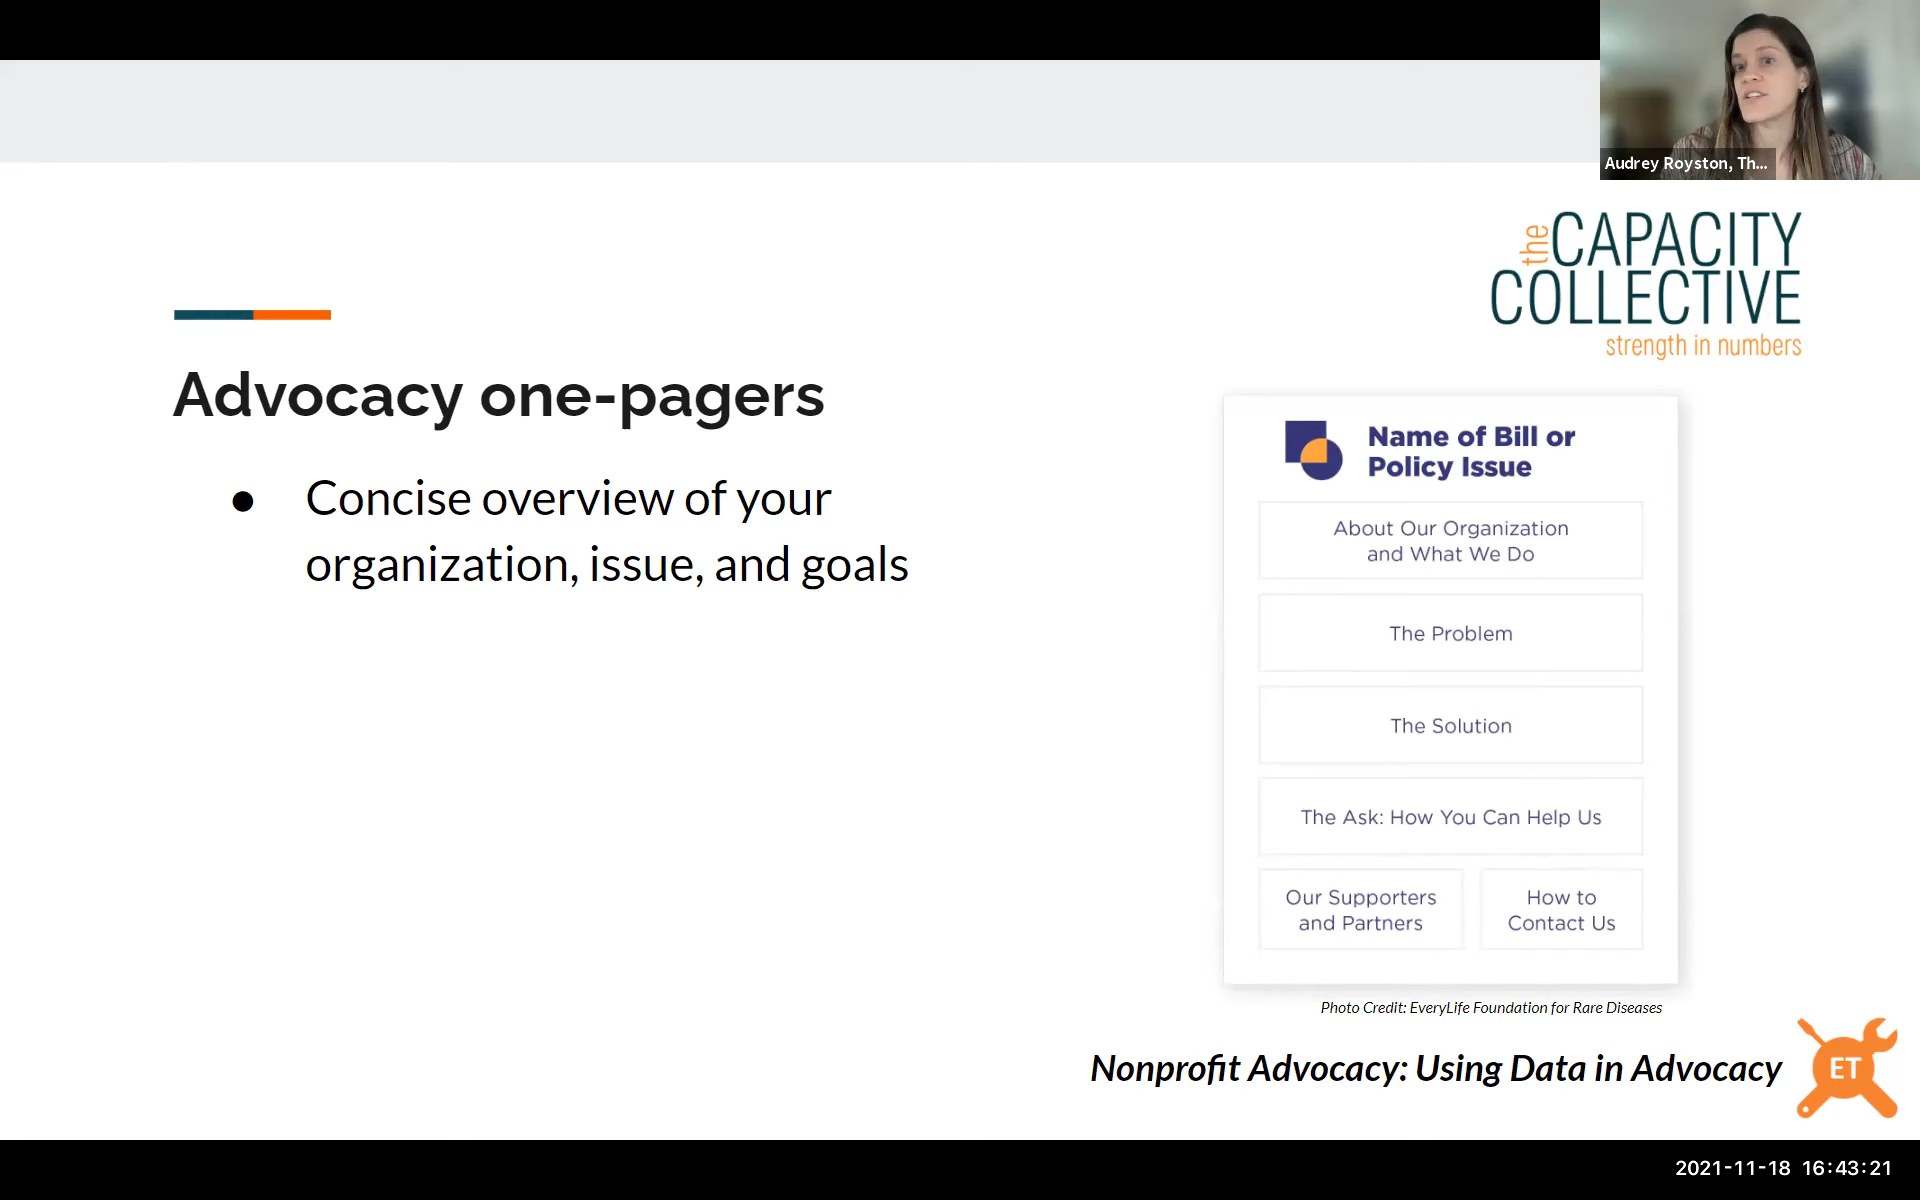 Audrey Royston, Th...
the CAPACITY
COLLECTIVE
strength in numbers
Advocacy one-pagers
● Concise overview of your
organization, issue, and goals
Name of Bill or
Policy Issue
About Our Organization
and What We Do
The Problem
The Solution
The Ask: How You Can Help Us
Our Supporters
and Partners
How to
Contact Us
Photo Credit: EveryLife Foundation for Rare Diseases
Nonprofit Advocacy: Using Data in Advocacy
ET
2021-11-18 16:43:21